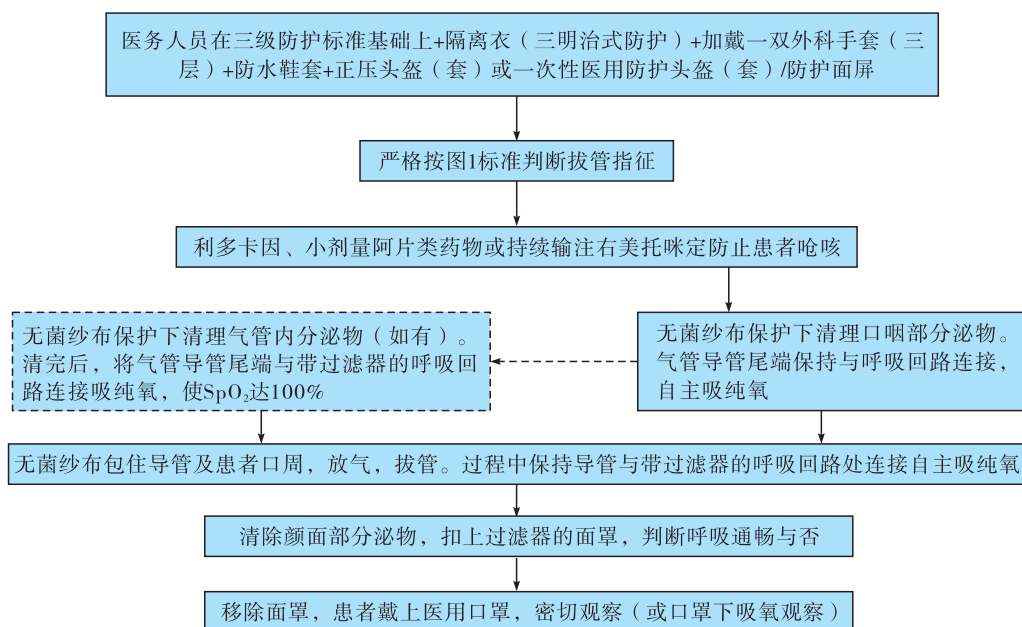 医务人员在三级防护标准基础上+隔离衣（三明治式防护）+加戴一双外科手套（三
层）+防水鞋套+正压头盔（套）或一次性医用防护头盔（套）/防护面屏
严格按图1标准判断拔管指征
利多卡因、小剂量阿片类药物或持续输注右美托咪定防止患者呛咳
无菌纱布保护下清理气管内分泌物（如有）。
清完后，将气管导管尾端与带过滤器的呼吸回
路连接吸纯氧，使SpO₂达100%
无菌纱布保护下清理口咽部分泌物。
气管导管尾端保持与呼吸回路连接，
自主吸纯氧
无菌纱布包住导管及患者口周，放气，拔管。过程中保持导管与带过滤器的呼吸回路处连接自主吸纯氧
清除颜面部分泌物，扣上过滤器的面罩，判断呼吸通畅与否
移除面罩，患者戴上医用口罩，密切观察（或口罩下吸氧观察）